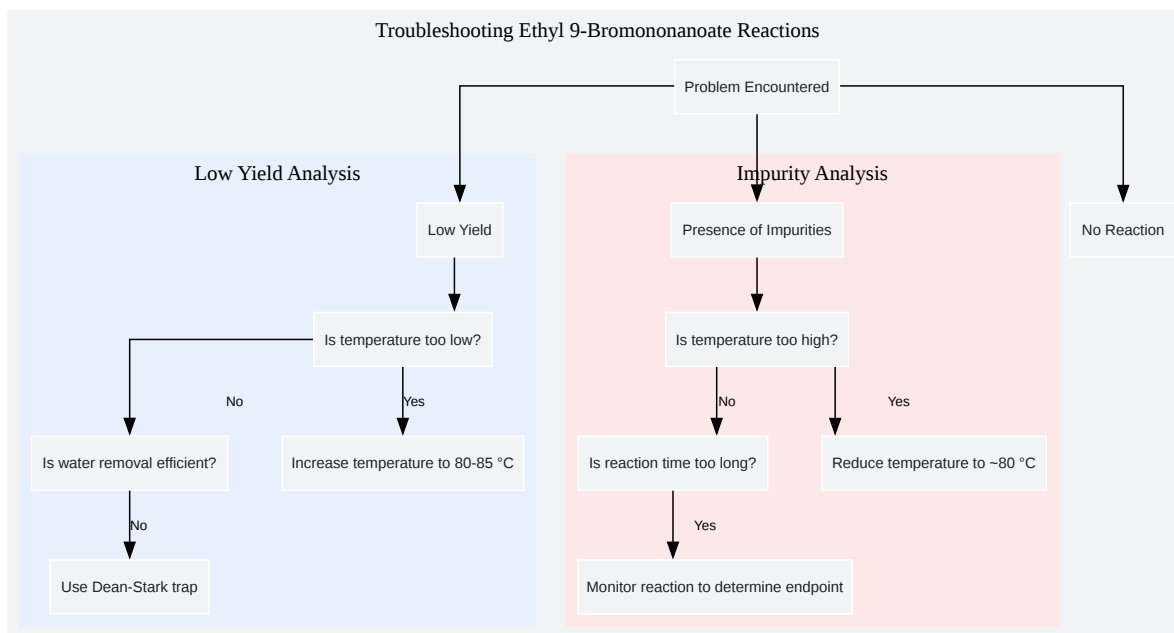 Troubleshooting Ethyl 9-Bromononanoate Reactions
Problem Encountered
Low Yield Analysis
Impurity Analysis
Low Yield
Presence of Impurities
No Reaction
Is temperature too low?
Is temperature too high?
No
Yes
No
Yes
Is water removal efficient?
Increase temperature to 80-85 °C
Is reaction time too long?
Reduce temperature to ~80 °C
No
Yes
Use Dean-Stark trap
Monitor reaction to determine endpoint